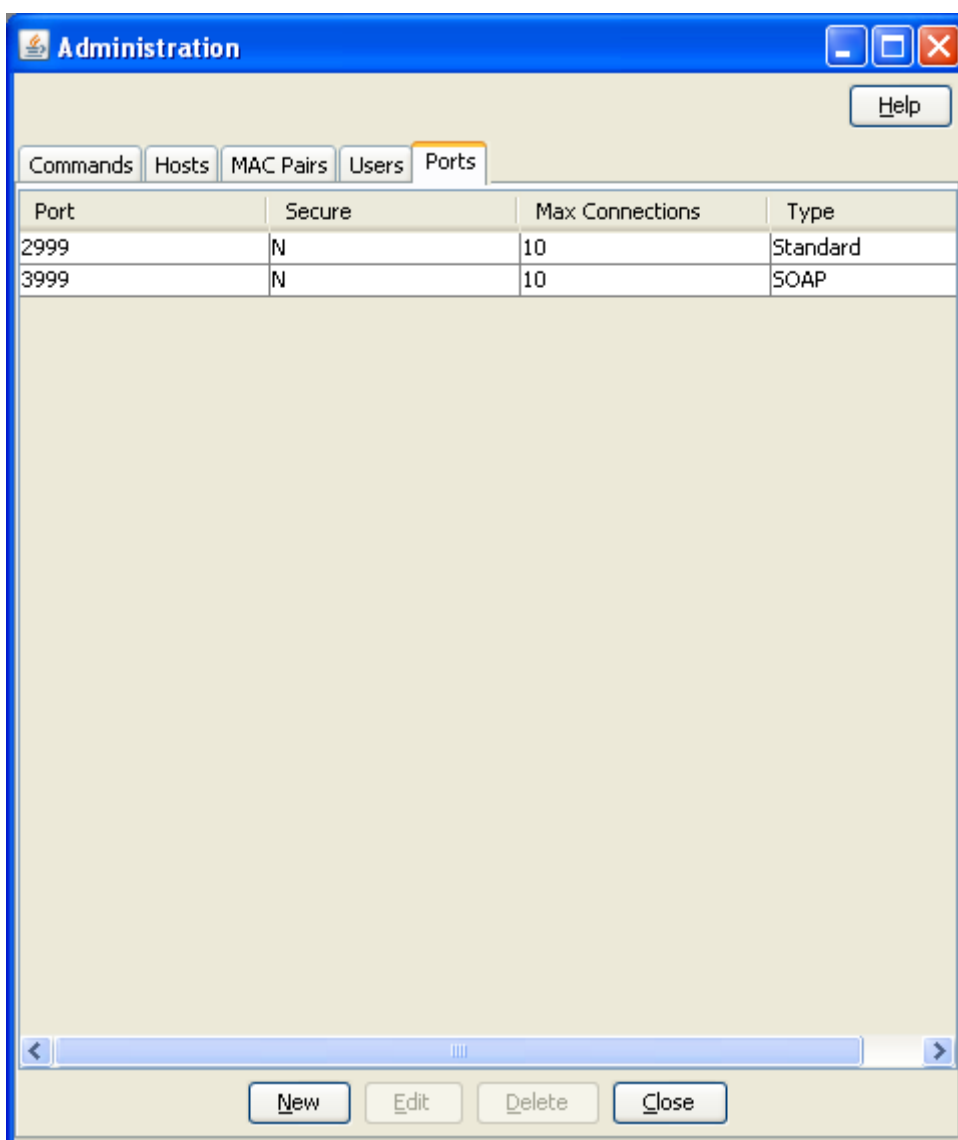 Administration
Help
Commands Hosts MAC Pairs Users Ports
Port Secure Max Connections Type
2999 N 10 Standard
3999 N 10 SOAP
New Edit Delete Close